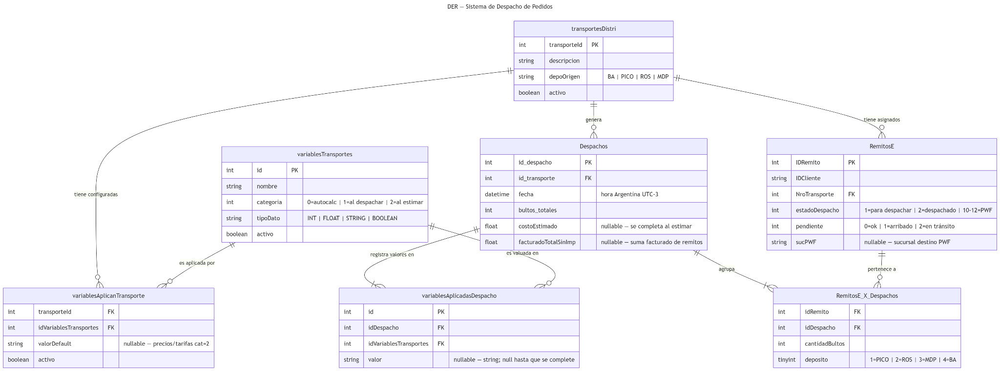 DER — Sistema de Despacho de Pedidos
transportesDistri
int transporteId PK
string descripcion
string depoOrigen BA | PICO | ROS | MDP
boolean activo
genera
tiene asignados
tiene configuradas
variablesTransportes
int id PK
string nombre
int categoria 0=autocalc | 1=al despachar | 2=al estimar
string tipoDato INT | FLOAT | STRING | BOOLEAN
boolean activo
Despachos
int id_despacho PK
int id_transporte FK
datetime fecha hora Argentina UTC-3
int bultos_totales
float costoEstimado nullable — se completa al estimar
float facturadoTotalSinImp nullable — suma facturado de remitos
RemitosE
int IDRemito PK
string IDCliente
int NroTransporte FK
int estadoDespacho 1=para despachar | 2=despachado | 10-12=PWF
int pendiente 0=ok | 1=arribado | 2=en tránsito
string sucPWF nullable — sucursal destino PWF
es aplicada por
registra valores en
es valuada en
agrupa
pertenece a
variablesAplicanTransporte
int transporteId FK
int idVariablesTransportes FK
string valorDefault nullable — precios/tarifas cat=2
boolean activo
variablesAplicadasDespacho
int id PK
int idDespacho FK
int idVariablesTransportes FK
string valor nullable — string; null hasta que se complete
RemitosE_X_Despachos
int idRemito FK
int idDespacho FK
int cantidadBultos
tinyint deposito 1=PICO | 2=ROS | 3=MDP | 4=BA